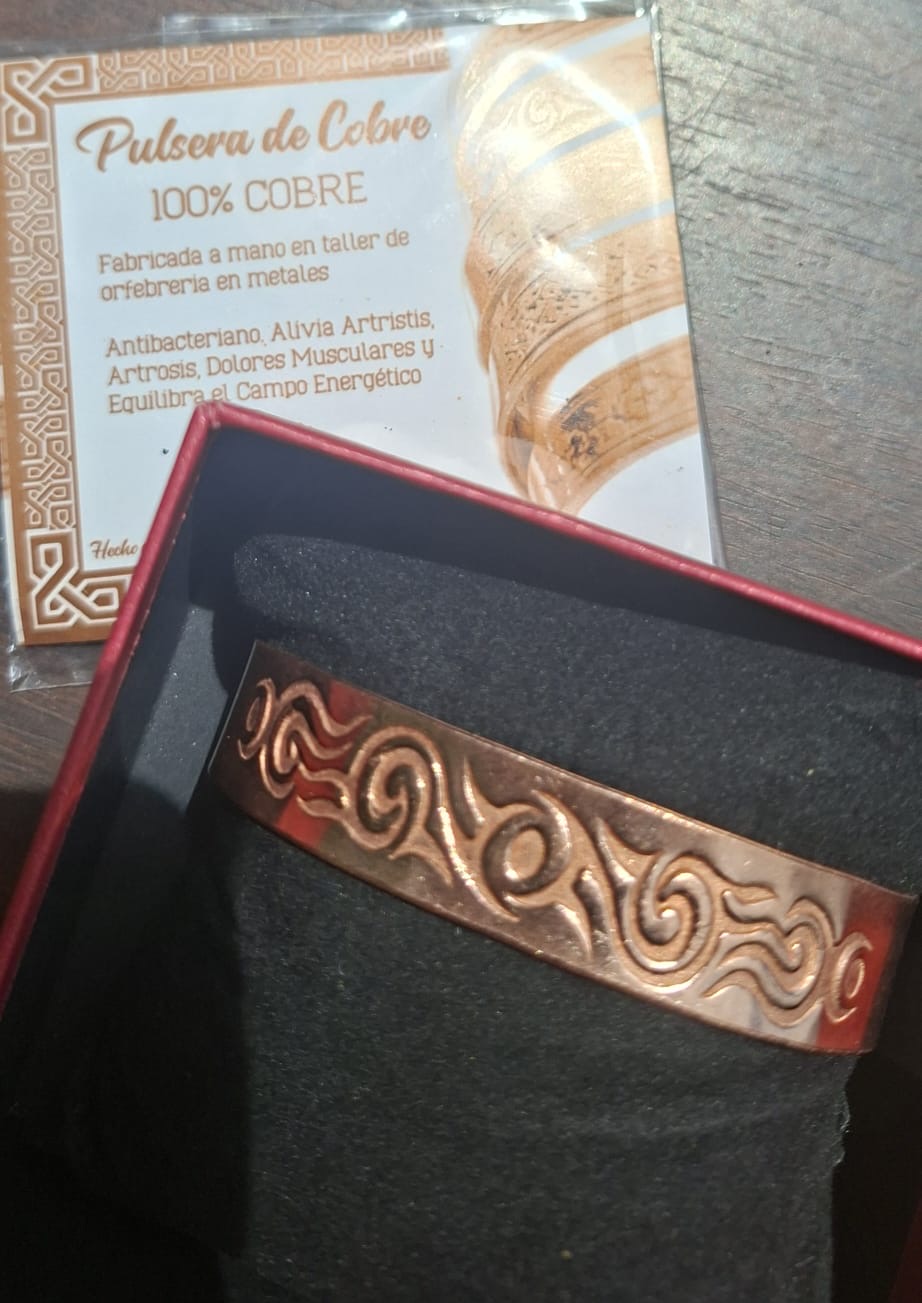 Pulsera de Cobre
100% COBRE
Fabricada a mano en taller de
orfebreria en metales
Antibacteriano, Alivia Artristis,
Artrosis, Dolores Musculares y
Equilibra el Campo Energético
Hecho